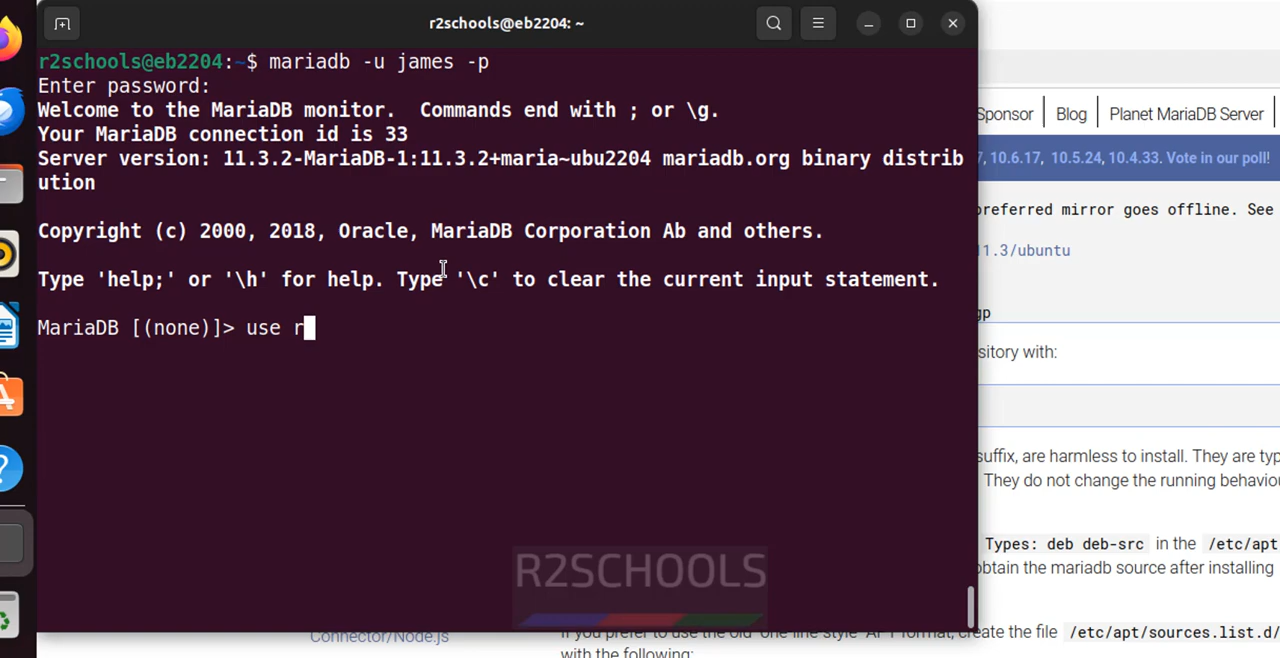 r2schools@eb2204: ~
r2schools@eb2204:~$ mariadb -u james -p
Enter password:
Welcome to the MariaDB monitor.  Commands end with ; or \g.
Your MariaDB connection id is 33
Server version: 11.3.2-MariaDB-1:11.3.2+maria~ubu2204 mariadb.org binary distrib
ution
Copyright (c) 2000, 2018, Oracle, MariaDB Corporation Ab and others.
Type 'help;' or '\h' for help. Type '\c' to clear the current input statement.
MariaDB [(none)]> use r
R2SCHOOLS
Sponsor Blog Planet MariaDB Server
7, 10.6.17, 10.5.24, 10.4.33. Vote in our poll!
preferred mirror goes offline. See
11.3/ubuntu
gp
sitory with:
suffix, are harmless to install. They are typ
They do not change the running behaviou
Types: deb deb-src in the /etc/apt
obtain the mariadb source after installing
Connector/Node.js
If you prefer to use the old 'one line style' APT format, create the file /etc/apt/sources.list.d/
with the following: